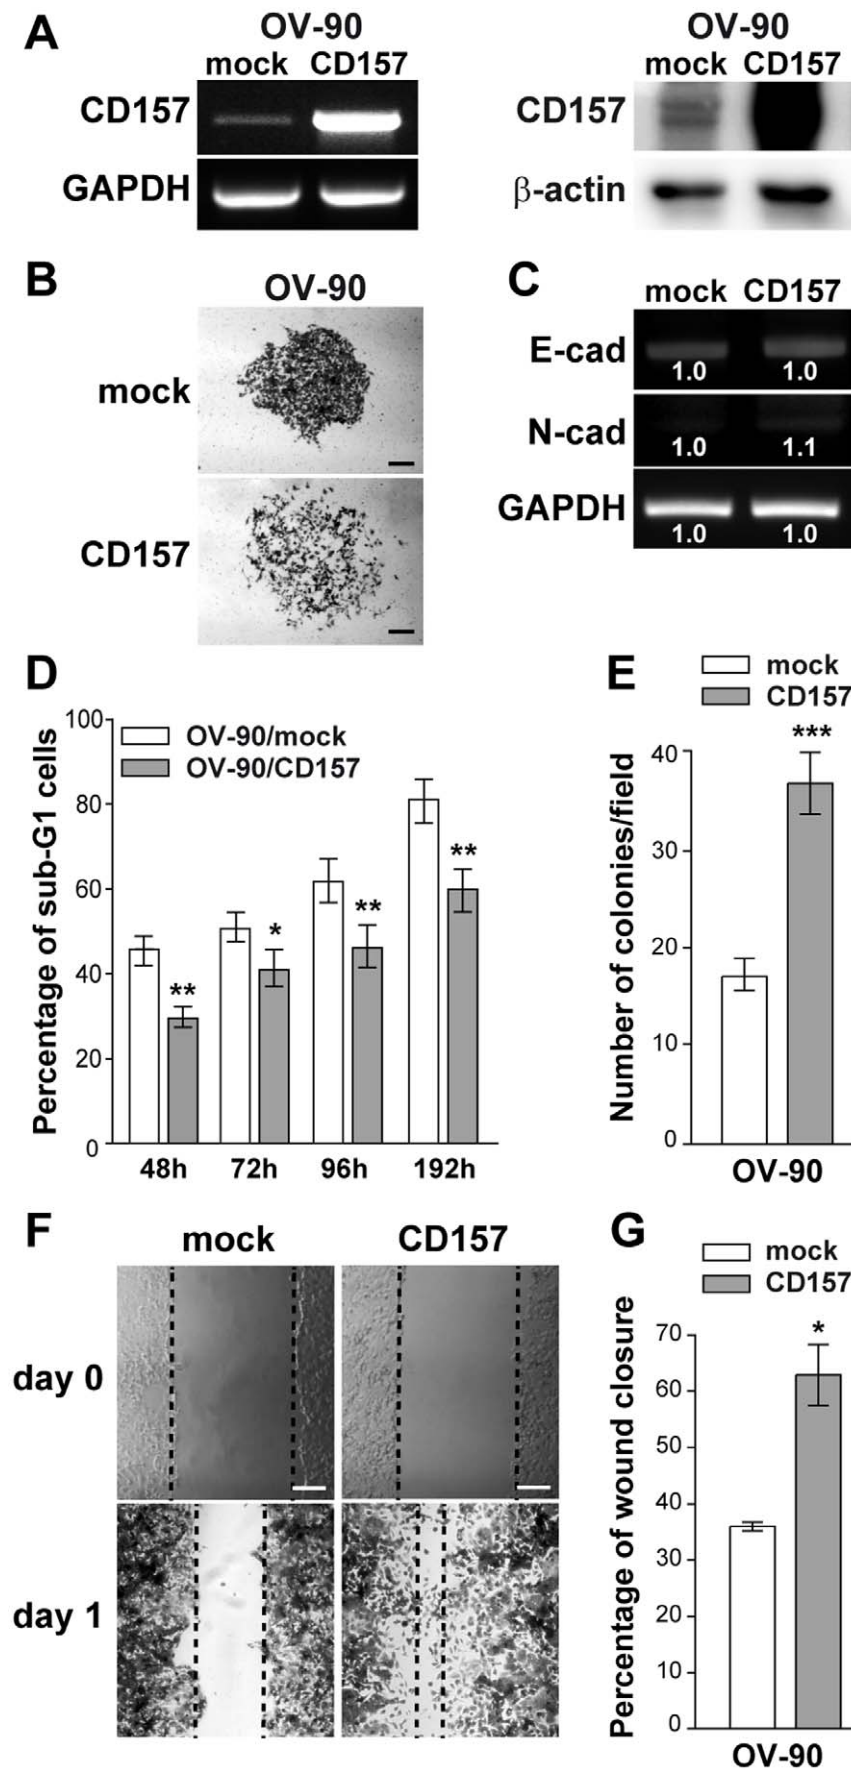 A
OV-90
mock CD157
CD157
GAPDH
OV-90
mock CD157
CD157
β-actin
B
OV-90
mock
CD157
C
mock CD157
E-cad
1.0 1.0
N-cad
1.0 1.1
GAPDH
1.0 1.0
D
Percentage of sub-G1 cells
100
80
60
40
20
0
OV-90/mock
OV-90/CD157
**
*
**
**
48h 72h 96h 192h
E
mock
CD157
Number of colonies/field
40
30
20
10
0
***
OV-90
F
mock CD157
day 0
day 1
G
mock
CD157
Percentage of wound closure
70
60
50
40
30
20
10
0
*
OV-90